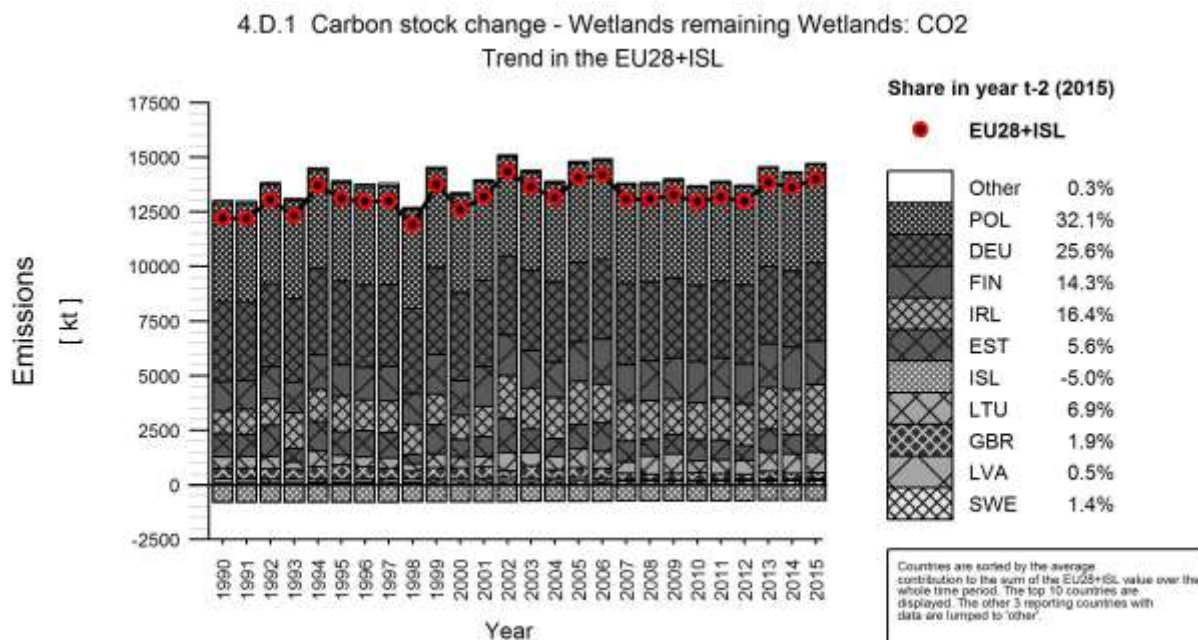 4.D.1 Carbon stock change - Wetlands remaining Wetlands: CO2
Trend in the EU28+ISL
Emissions
[ kt ]
17500
15000
12500
10000
7500
5000
2500
0
-2500
1990
1991
1992
1993
1994
1995
1996
1997
1998
1999
2000
2001
2002
2003
2004
2005
2006
2007
2008
2009
2010
2011
2012
2013
2014
2015
Year
Share in year t-2 (2015)
EU28+ISL
Other 0.3%
POL 32.1%
DEU 25.6%
FIN 14.3%
IRL 16.4%
EST 5.6%
ISL -5.0%
LTU 6.9%
GBR 1.9%
LVA 0.5%
SWE 1.4%
Countries are sorted by the average
contribution to the sum of the EU28+ISL value over the
whole time period. The top 10 countries are
displayed. The other 3 reporting countries with
data are lumped to 'other'.